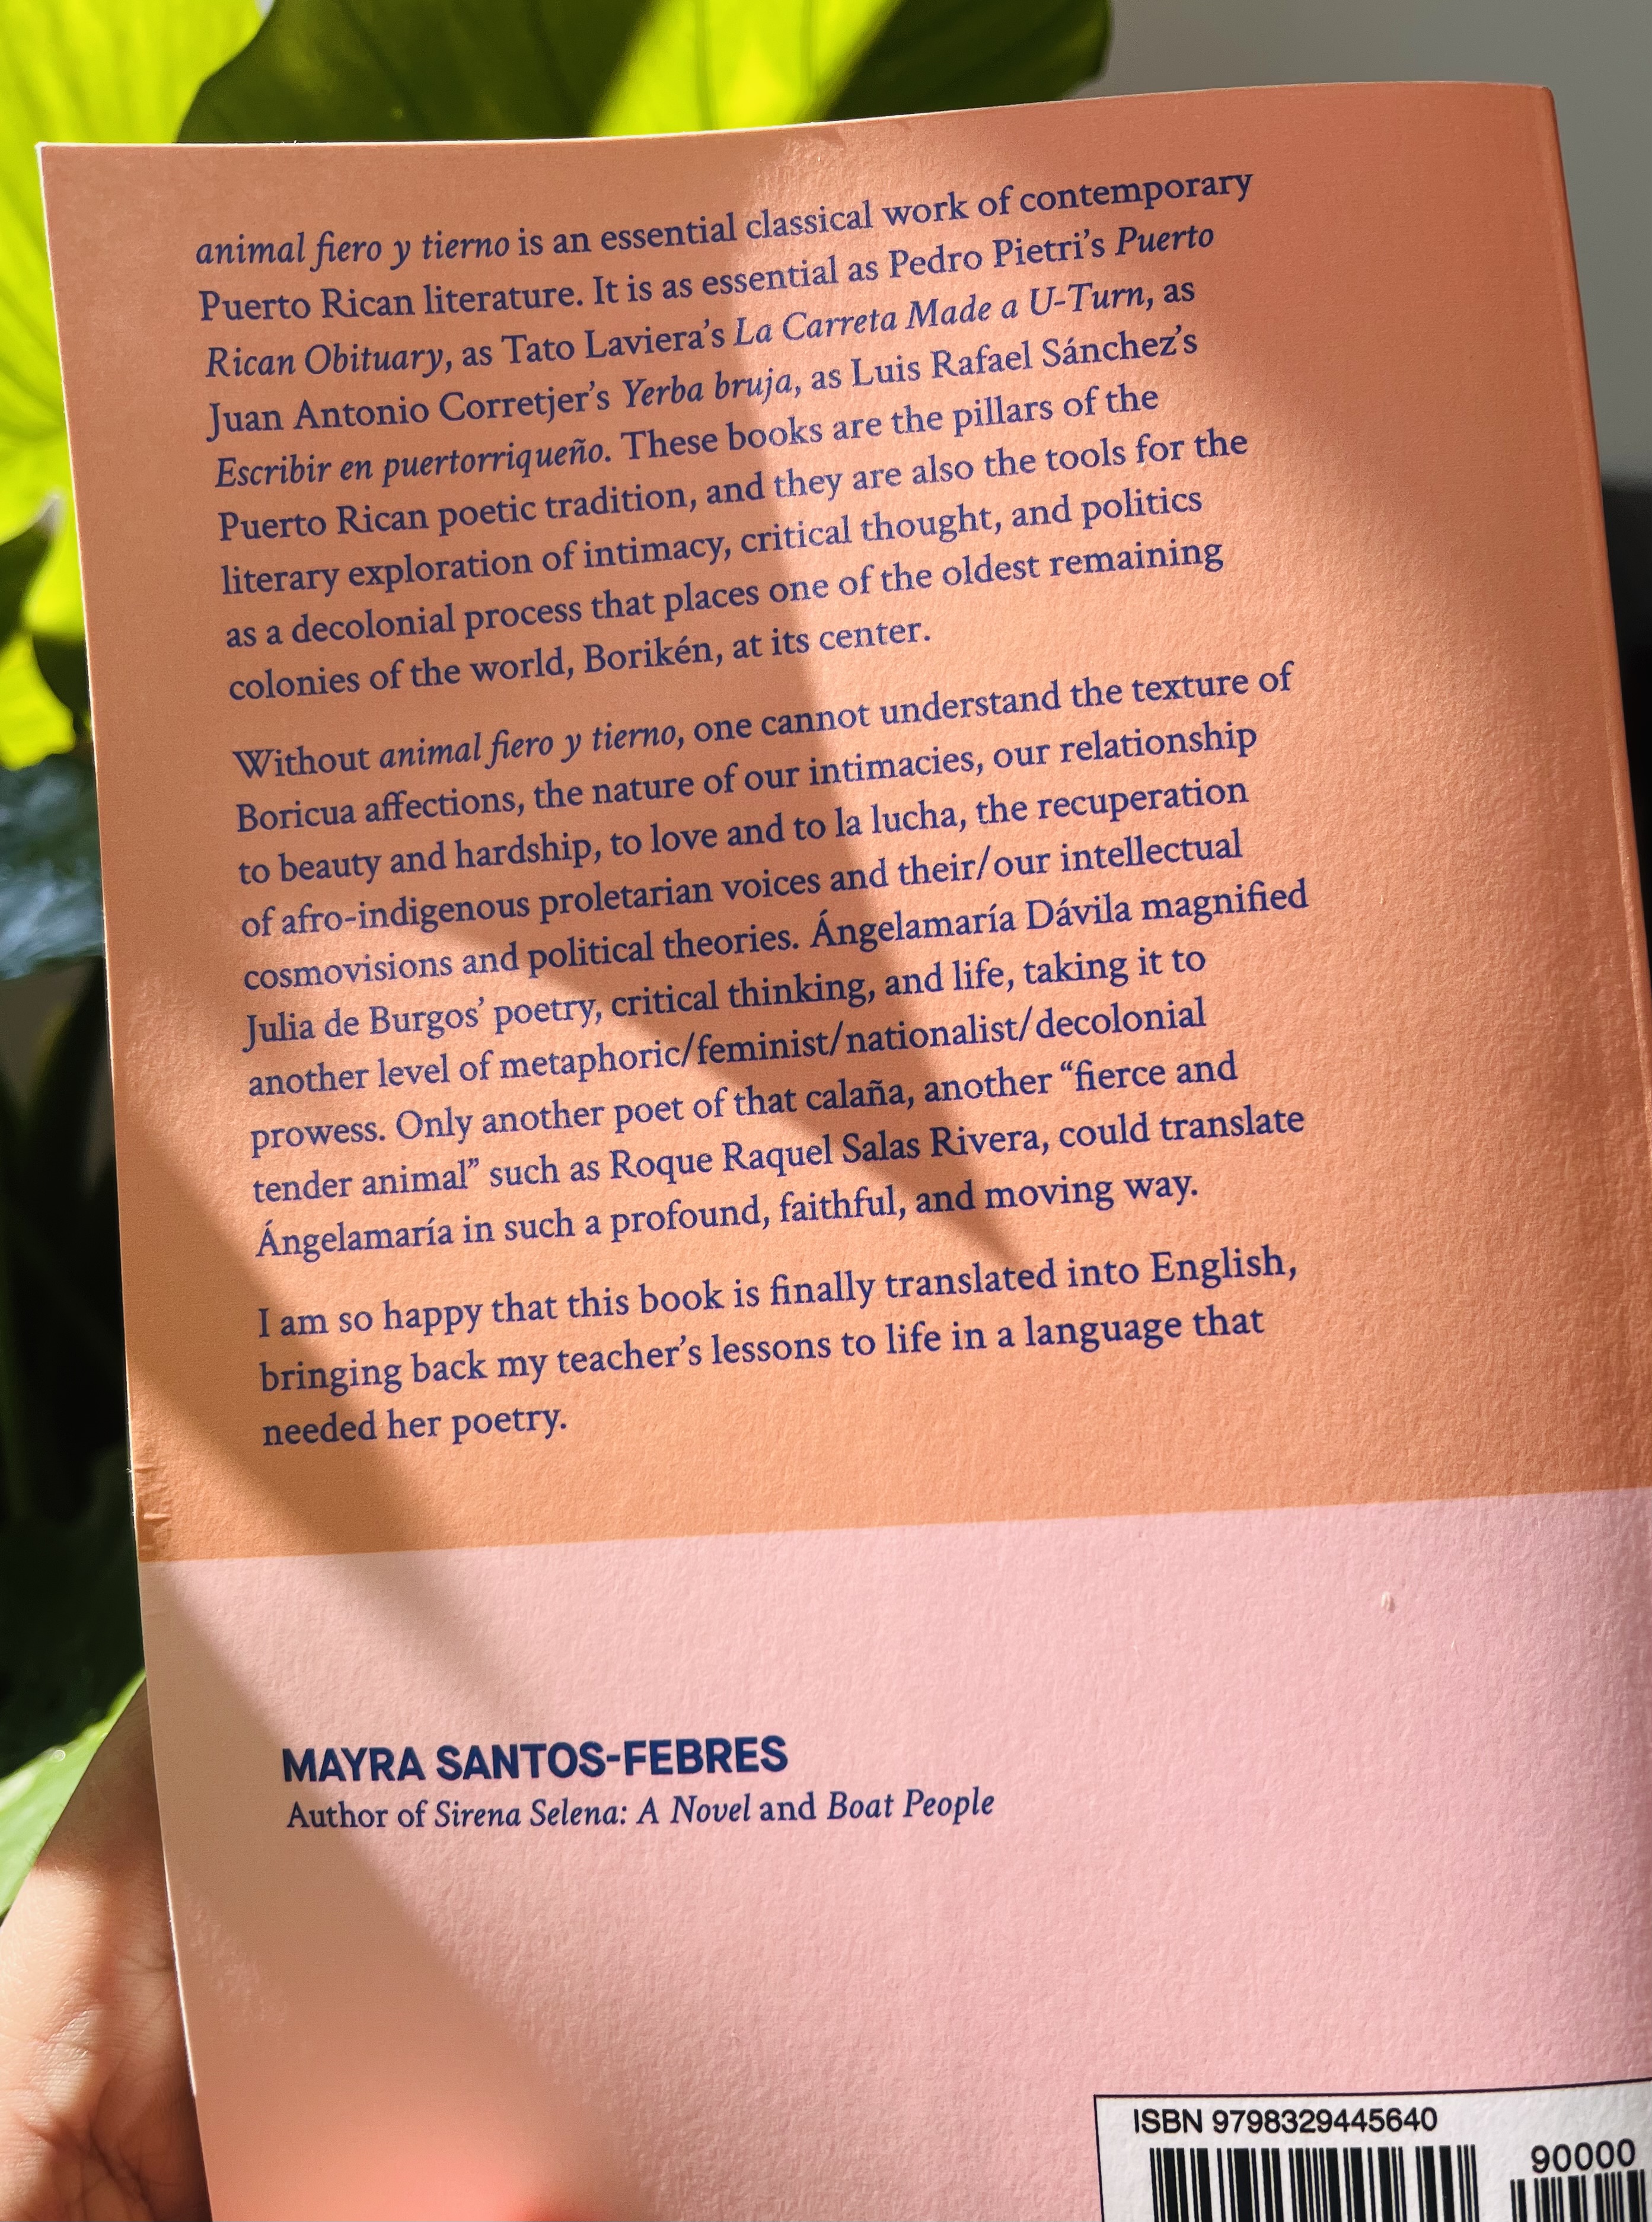 animal fiero y tierno is an essential classical work of contemporary
Puerto Rican literature. It is as essential as Pedro Pietri's Puerto
Rican Obituary, as Tato Laviera's La Carreta Made a U-Turn, as
Juan Antonio Corretjer's Yerba bruja, as Luis Rafael Sánchez's
Escribir en puertorriqueño. These books are the pillars of the
Puerto Rican poetic tradition, and they are also the tools for the
literary exploration of intimacy, critical thought, and politics
as a decolonial process that places one of the oldest remaining
colonies of the world, Borikén, at its center.
Without animal fiero y tierno, one cannot understand the texture of
Boricua affections, the nature of our intimacies, our relationship
to beauty and hardship, to love and to la lucha, the recuperation
of afro-indigenous proletarian voices and their/our intellectual
cosmovisions and political theories. Ángelamaría Dávila magnified
Julia de Burgos' poetry, critical thinking, and life, taking it to
another level of metaphoric/feminist/nationalist/decolonial
prowess. Only another poet of that calaña, another “fierce and
tender animal” such as Roque Raquel Salas Rivera, could translate
Ángelamaría in such a profound, faithful, and moving way.
I am so happy that this book is finally translated into English,
bringing back my teacher's lessons to life in a language that
needed her poetry.
MAYRA SANTOS-FEBRES
Author of Sirena Selena: A Novel and Boat People
ISBN 9798329445640
90000